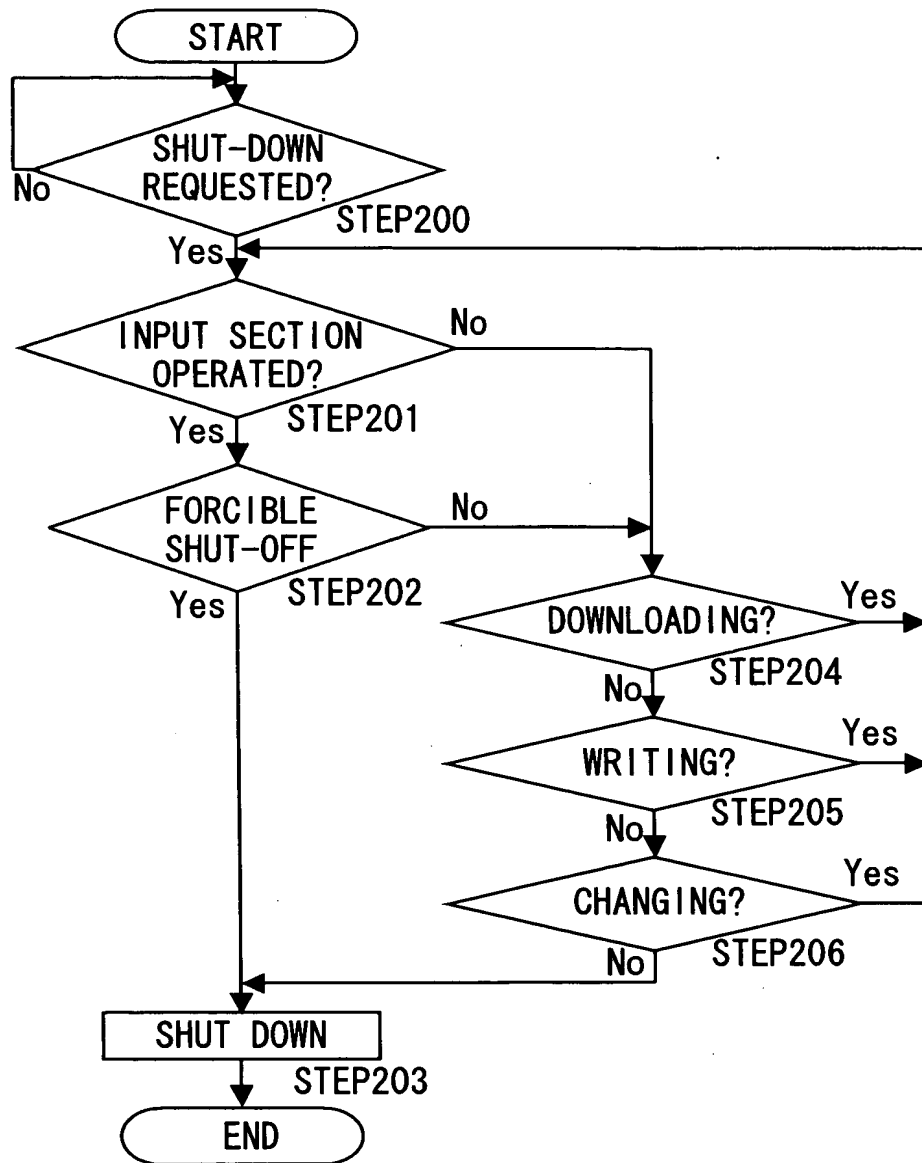 START
SHUT-DOWN
REQUESTED?
No
STEP200
Yes
INPUT SECTION
OPERATED?
No
STEP201
Yes
FORCIBLE
SHUT-OFF
No
STEP202
Yes
DOWNLOADING?
Yes
STEP204
No
WRITING?
Yes
STEP205
No
CHANGING?
Yes
STEP206
No
SHUT DOWN
STEP203
END